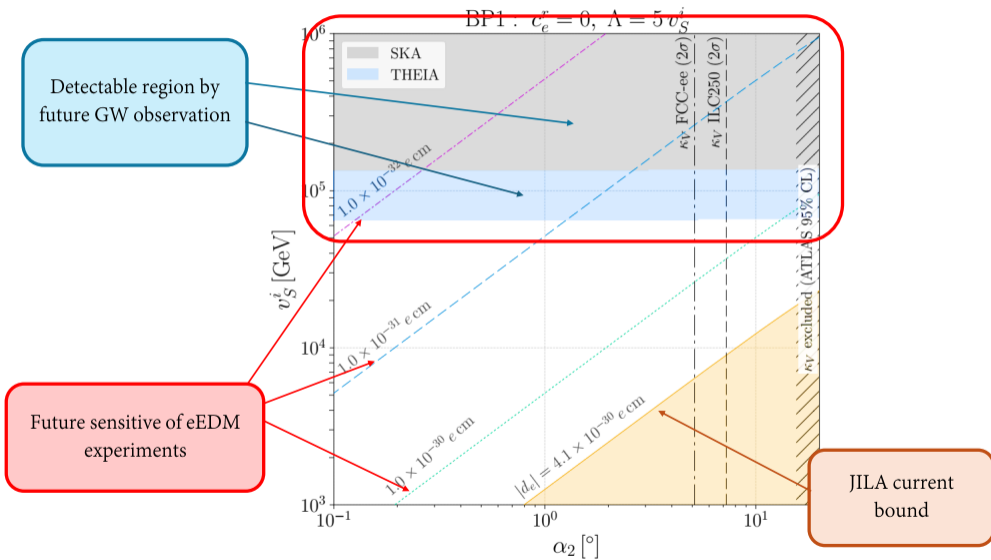 BP1 : c_e^r = 0, Λ = 5 v_S^i
SKA
THEIA
Detectable region by
future GW observation
κ_V FCC-ee (2σ)
κ_V ILC250 (2σ)
κ_V excluded (ATLAS 95% CL)
1.0 × 10^{-32} e cm
1.0 × 10^{-31} e cm
1.0 × 10^{-30} e cm
|d_e| = 4.1 × 10^{-30} e cm
Future sensitive of eEDM
experiments
JILA current
bound
10^6
10^5
10^4
10^3
v_S^i [GeV]
10^{-1}
10^0
10^1
α_2 [°]